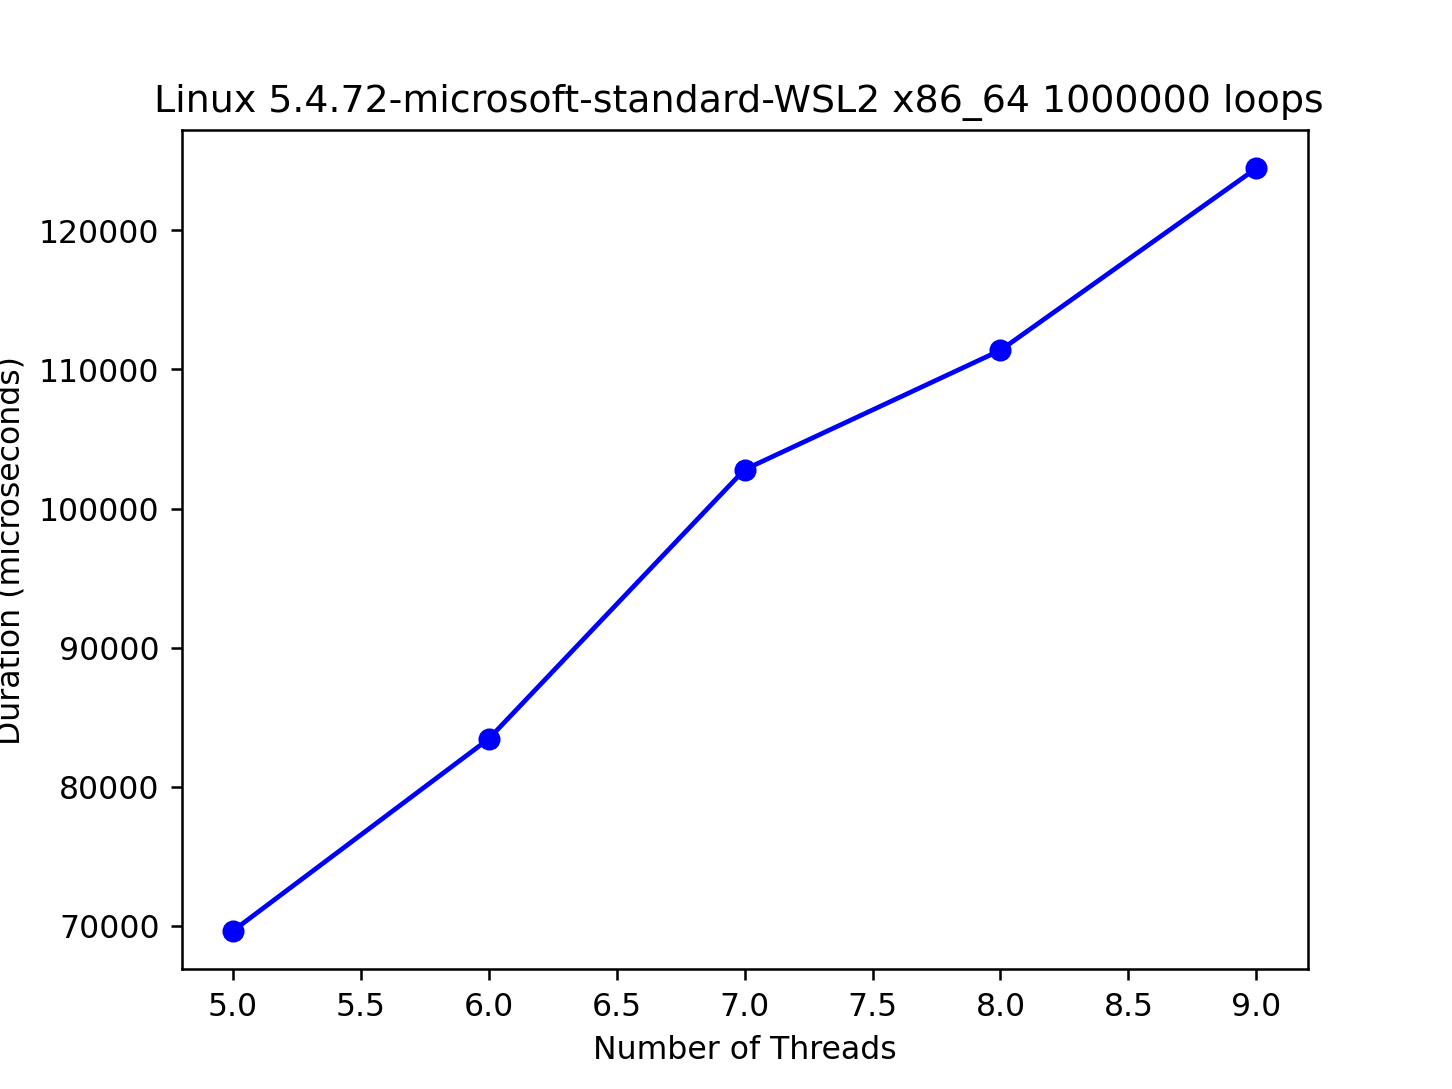 Linux 5.4.72-microsoft-standard-WSL2 x86_64 1000000 loops
120000
110000
100000
90000
80000
70000
Duration (microseconds)
5.0 5.5 6.0 6.5 7.0 7.5 8.0 8.5 9.0
Number of Threads